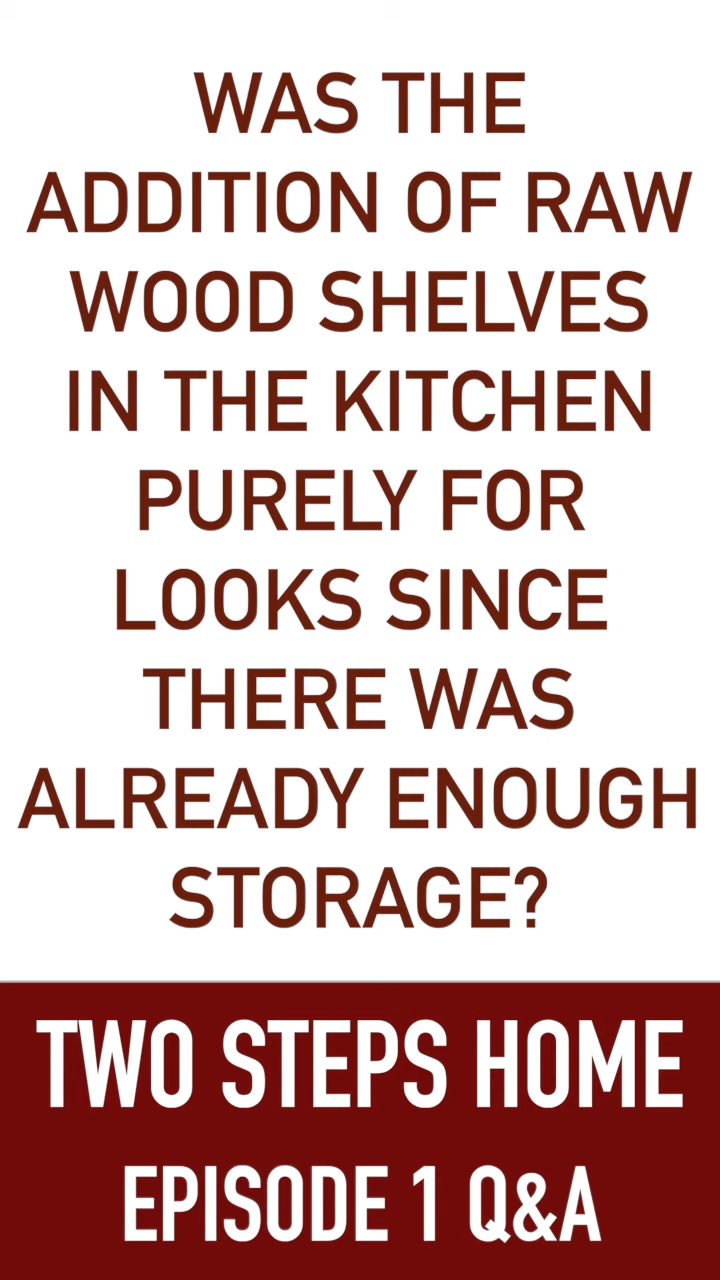 WAS THE
ADDITION OF RAW
WOOD SHELVES
IN THE KITCHEN
PURELY FOR
LOOKS SINCE
THERE WAS
ALREADY ENOUGH
STORAGE?
TWO STEPS HOME
EPISODE 1 Q&A